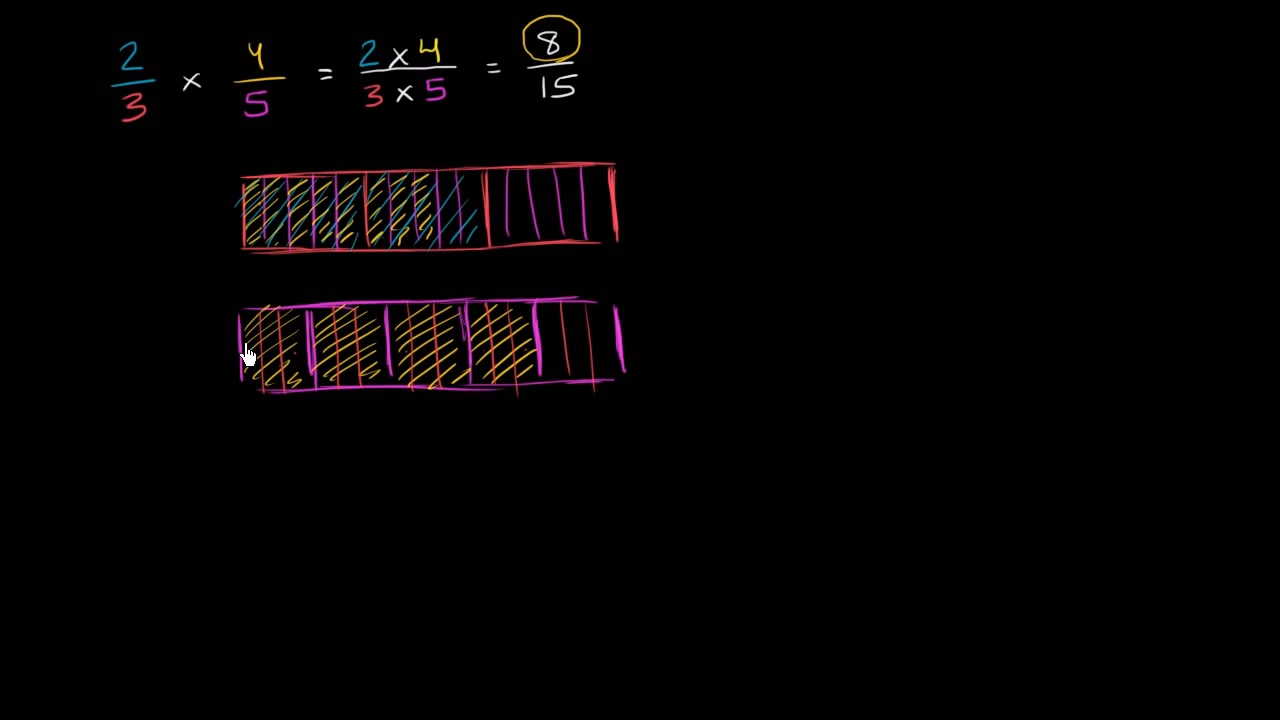 2/3 × 4/5 = 2 × 4 / 3 × 5 = 8/15